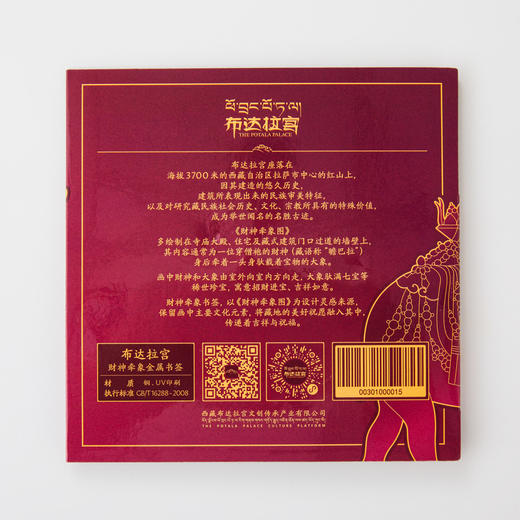 ཕོ་བྲང་པོ་ཏ་ལ།
布达拉宫
THE POTALA PALACE
布达拉宫座落在
海拔3700米的西藏自治区拉萨市中心的红山上，
因其建造的悠久历史，
建筑所表现出来的民族审美特征，
以及对研究藏民族社会历史、文化、宗教所具有的特殊价值，
成为举世闻名的名胜古迹。
《财神牵象图》
多绘制在寺庙大殿、住宅及藏式建筑门口过道的墙壁上，
其内容通常为一位穿僧袍的财神（藏语称“瞻巴拉”）
身后牵着一头身驮载着宝物的大象。
画中财神和大象由室外向室内方向走，大象驮满七宝等
稀世珍宝，寓意招财进宝、吉祥如意。
财神牵象书签，以《财神牵象图》为设计灵感来源，
保留画中主要文化元素，将藏地的美好祝愿融入其中，
传递着吉祥与祝福。
布达拉宫
财神牵象金属书签
材 质 铜，UV印刷
执行标准 GB/T16288-2008
布达拉宫
00301000015
西藏布达拉宫文创传承产业有限公司
THE POTALA PALACE CULTURE PLATFORM